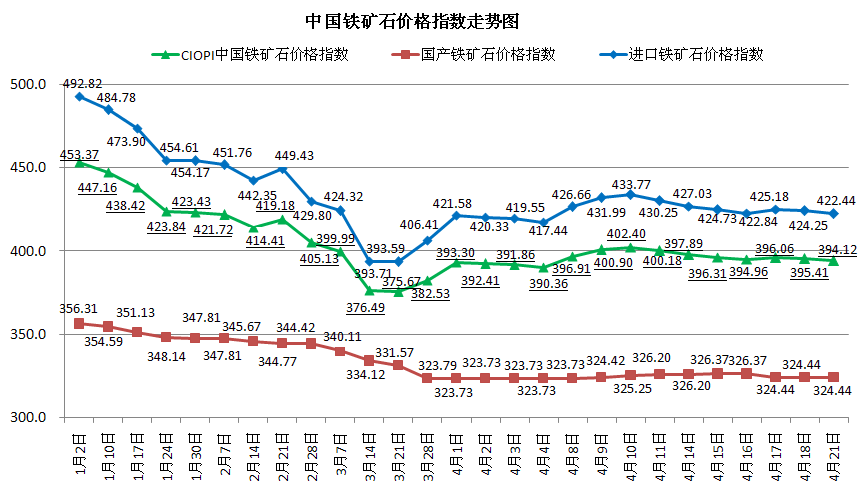 中国铁矿石价格指数走势图
CIOPI中国铁矿石价格指数 国产铁矿石价格指数 进口铁矿石价格指数
500.0
450.0
400.0
350.0
300.0
492.82 484.78 473.90 454.61 454.17 451.76 442.35 449.43 429.80 424.32 393.71 393.59 406.41 421.58 420.33 419.55 417.44 426.66 431.99 433.77 430.25 427.03 424.73 422.84 425.18 424.25 422.44
453.37 447.16 438.42 423.84 423.43 421.72 414.41 419.18 405.13 399.99 376.49 375.67 382.53 393.30 392.41 391.86 390.36 396.91 400.90 402.40 400.18 397.89 396.31 394.96 396.06 395.41 394.12
356.31 354.59 351.13 348.14 347.81 347.81 345.67 344.77 344.42 340.11 334.12 331.57 323.79 323.73 323.73 323.73 323.73 323.73 324.42 325.25 326.20 326.20 326.37 326.37 324.44 324.44 324.44
1月2日 1月10日 1月17日 1月24日 1月30日 2月7日 2月14日 2月21日 2月28日 3月7日 3月14日 3月21日 3月28日 4月1日 4月2日 4月3日 4月4日 4月8日 4月9日 4月10日 4月11日 4月14日 4月15日 4月16日 4月17日 4月18日 4月21日